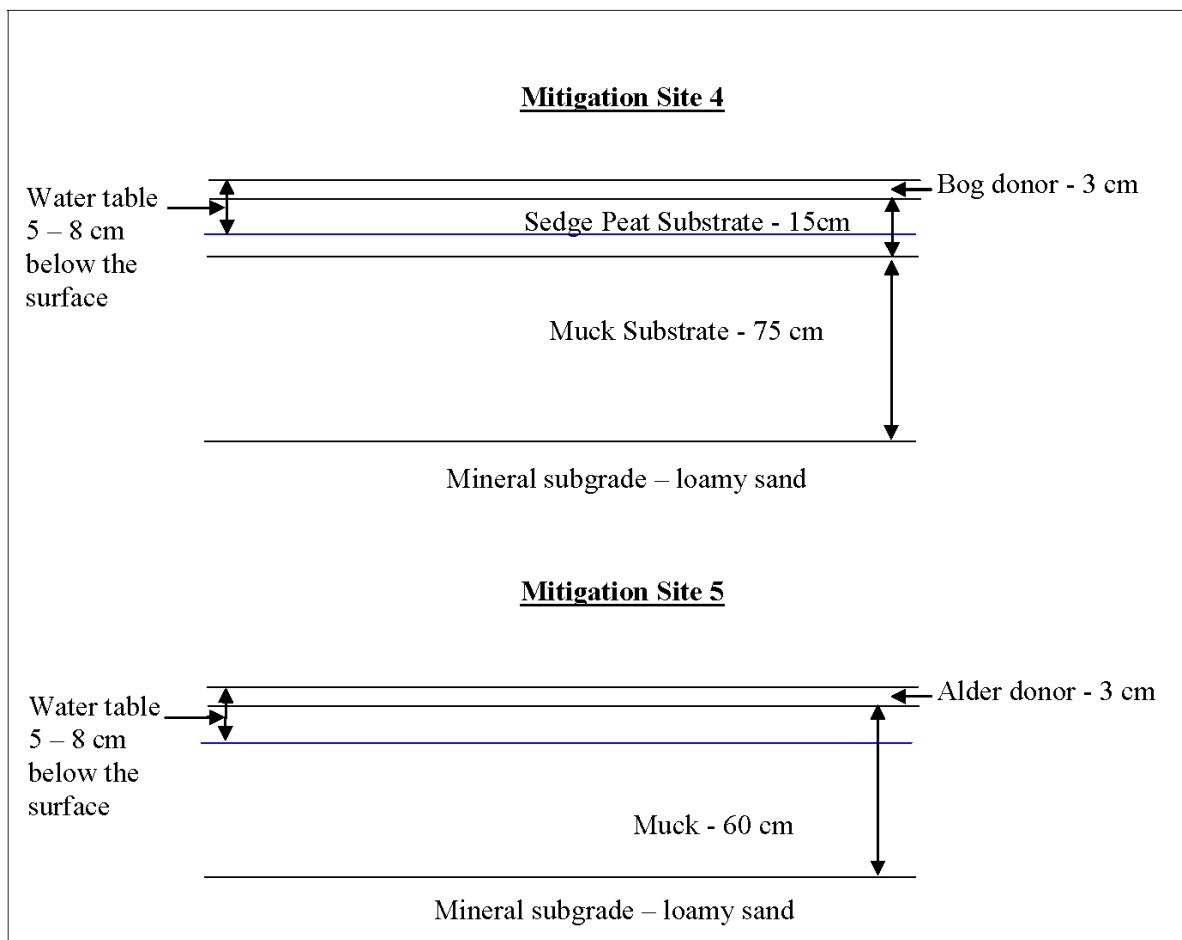 Mitigation Site 4
Water table
5 – 8 cm
below the
surface
Bog donor - 3 cm
Sedge Peat Substrate - 15cm
Muck Substrate - 75 cm
Mineral subgrade – loamy sand
Mitigation Site 5
Water table
5 – 8 cm
below the
surface
Alder donor - 3 cm
Muck - 60 cm
Mineral subgrade – loamy sand